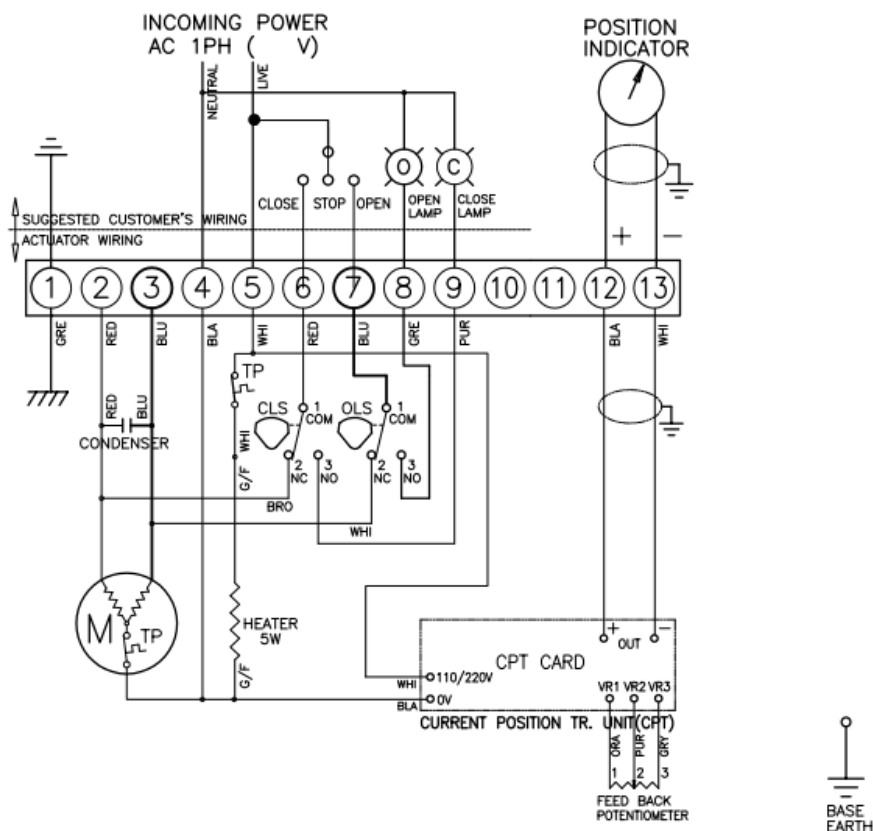 INCOMING POWER
AC 1PH ( V)
POSITION
INDICATOR
NEUTRAL
LIVE
O
C
CLOSE
STOP
OPEN
OPEN
LAMP
CLOSE
LAMP
SUGGESTED CUSTOMER'S WIRING
ACTUATOR WIRING
+
−
1
2
3
4
5
6
7
8
9
10
11
12
13
GRE
RED
BLU
BLA
WHI
RED
BLU
GRE
PUR
BLA
WHI
TP
RED
BLU
CONDENSER
WHI
G/F
CLS
1
COM
2
NC
3
NO
OLS
1
COM
2
NC
3
NO
BRO
WHI
M
TP
HEATER
5W
G/F
+
OUT
−
CPT CARD
WHI
110/220V
BLA
0V
VR1
VR2
VR3
CURRENT POSITION TR. UNIT(CPT)
ORA
PUR
GRY
1
2
3
FEED BACK
POTENTIOMETER
BASE
EARTH